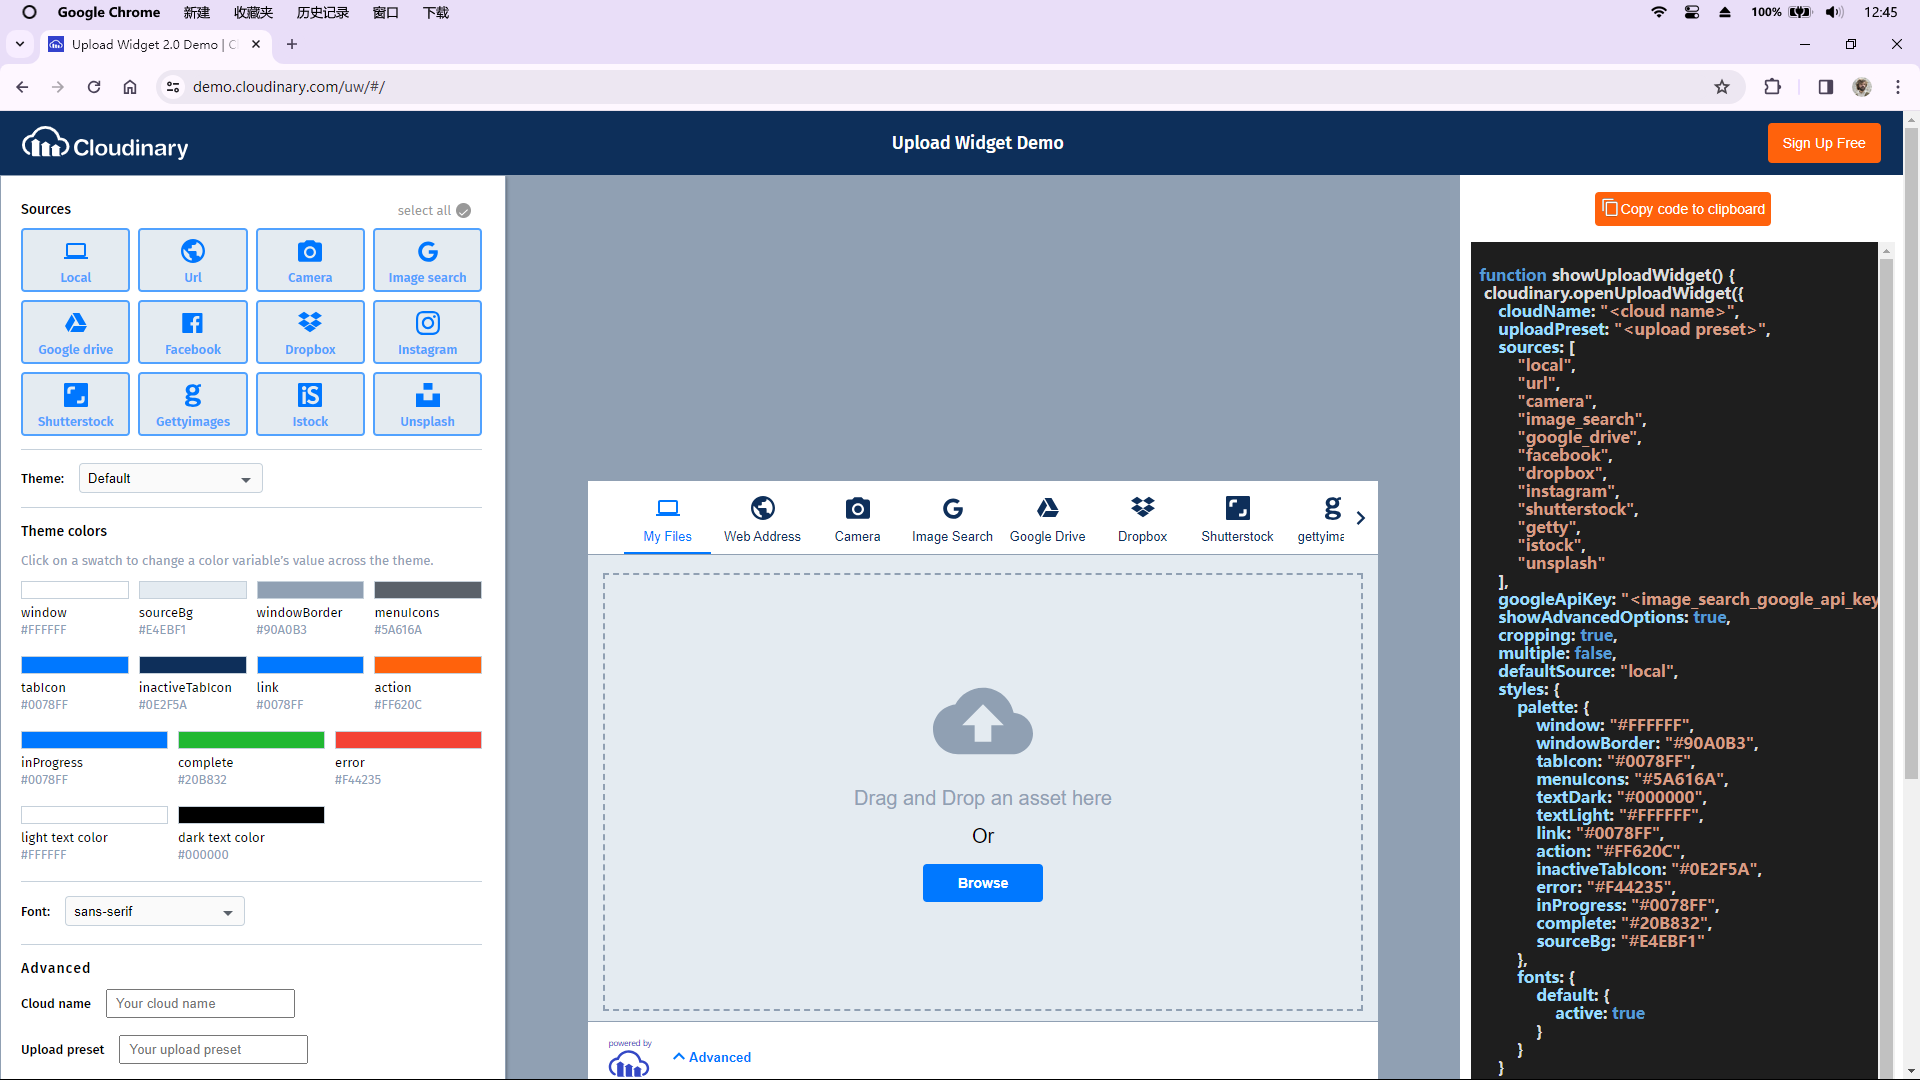 Google Chrome 新建 收藏夹 历史记录 窗口 下载 100% 12:45
Upload Widget 2.0 Demo | C
demo.cloudinary.com/uw/#/
Cloudinary
Upload Widget Demo
Sign Up Free
Sources
select all
Local Url Camera Image search
Google drive Facebook Dropbox Instagram
Shutterstock Gettyimages Istock Unsplash
Theme: Default
Theme colors
Click on a swatch to change a color variable's value across the theme.
window sourceBg windowBorder menuIcons
#FFFFFF #E4EBF1 #90A0B3 #5A616A
tabIcon inactiveTabIcon link action
#0078FF #0E2F5A #0078FF #FF620C
inProgress complete error
#0078FF #20B832 #F44235
light text color dark text color
#FFFFFF #000000
Font: sans-serif
Advanced
Cloud name Your cloud name
Upload preset Your upload preset
My Files Web Address Camera Image Search Google Drive Dropbox Shutterstock gettyima
Drag and Drop an asset here
Or
Browse
powered by
Advanced
Copy code to clipboard
function showUploadWidget() {
cloudinary.openUploadWidget({
cloudName: "<cloud name>",
uploadPreset: "<upload preset>",
sources: [
"local",
"url",
"camera",
"image_search",
"google_drive",
"facebook",
"dropbox",
"instagram",
"shutterstock",
"getty",
"istock",
"unsplash"
],
googleApiKey: "<image_search_google_api_key
showAdvancedOptions: true,
cropping: true,
multiple: false,
defaultSource: "local",
styles: {
palette: {
window: "#FFFFFF",
windowBorder: "#90A0B3",
tabIcon: "#0078FF",
menuIcons: "#5A616A",
textDark: "#000000",
textLight: "#FFFFFF",
link: "#0078FF",
action: "#FF620C",
inactiveTabIcon: "#0E2F5A",
error: "#F44235",
inProgress: "#0078FF",
complete: "#20B832",
sourceBg: "#E4EBF1"
},
fonts: {
default: {
active: true
}
}
}